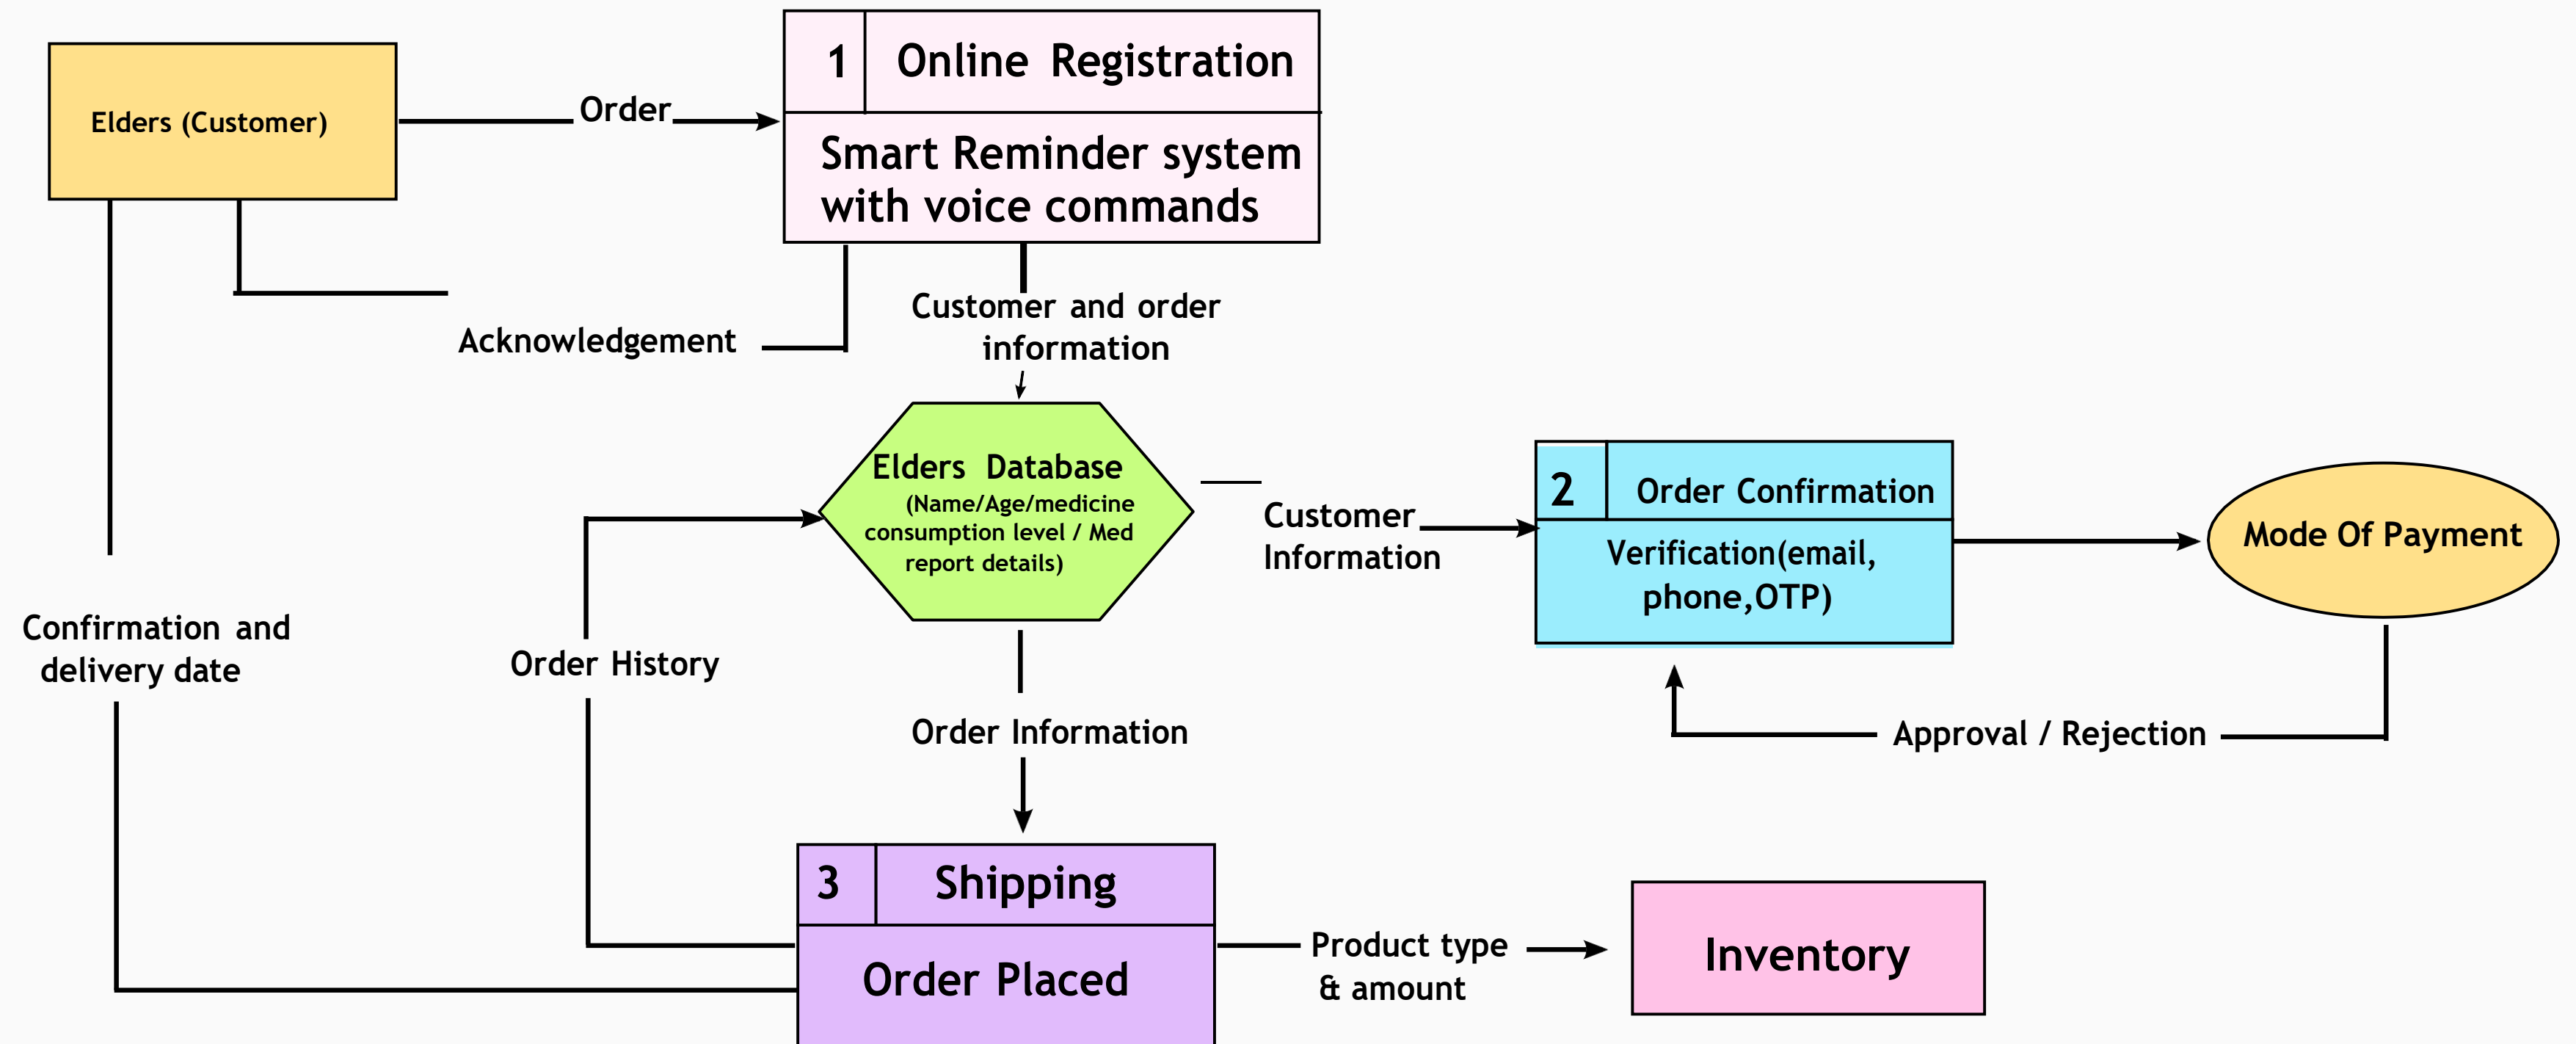 1
Online Registration
Elders (Customer)
Order
Smart Reminder system
with voice commands
Customer and order
information
Acknowledgement
Elders Database
(Name/Age/medicine
consumption level / Med
report details)
Customer
Information
2
Order Confirmation
Verification(email,
phone,OTP)
Mode Of Payment
Confirmation and
delivery date
Order History
Order Information
Approval / Rejection
3
Shipping
Order Placed
Product type
& amount
Inventory